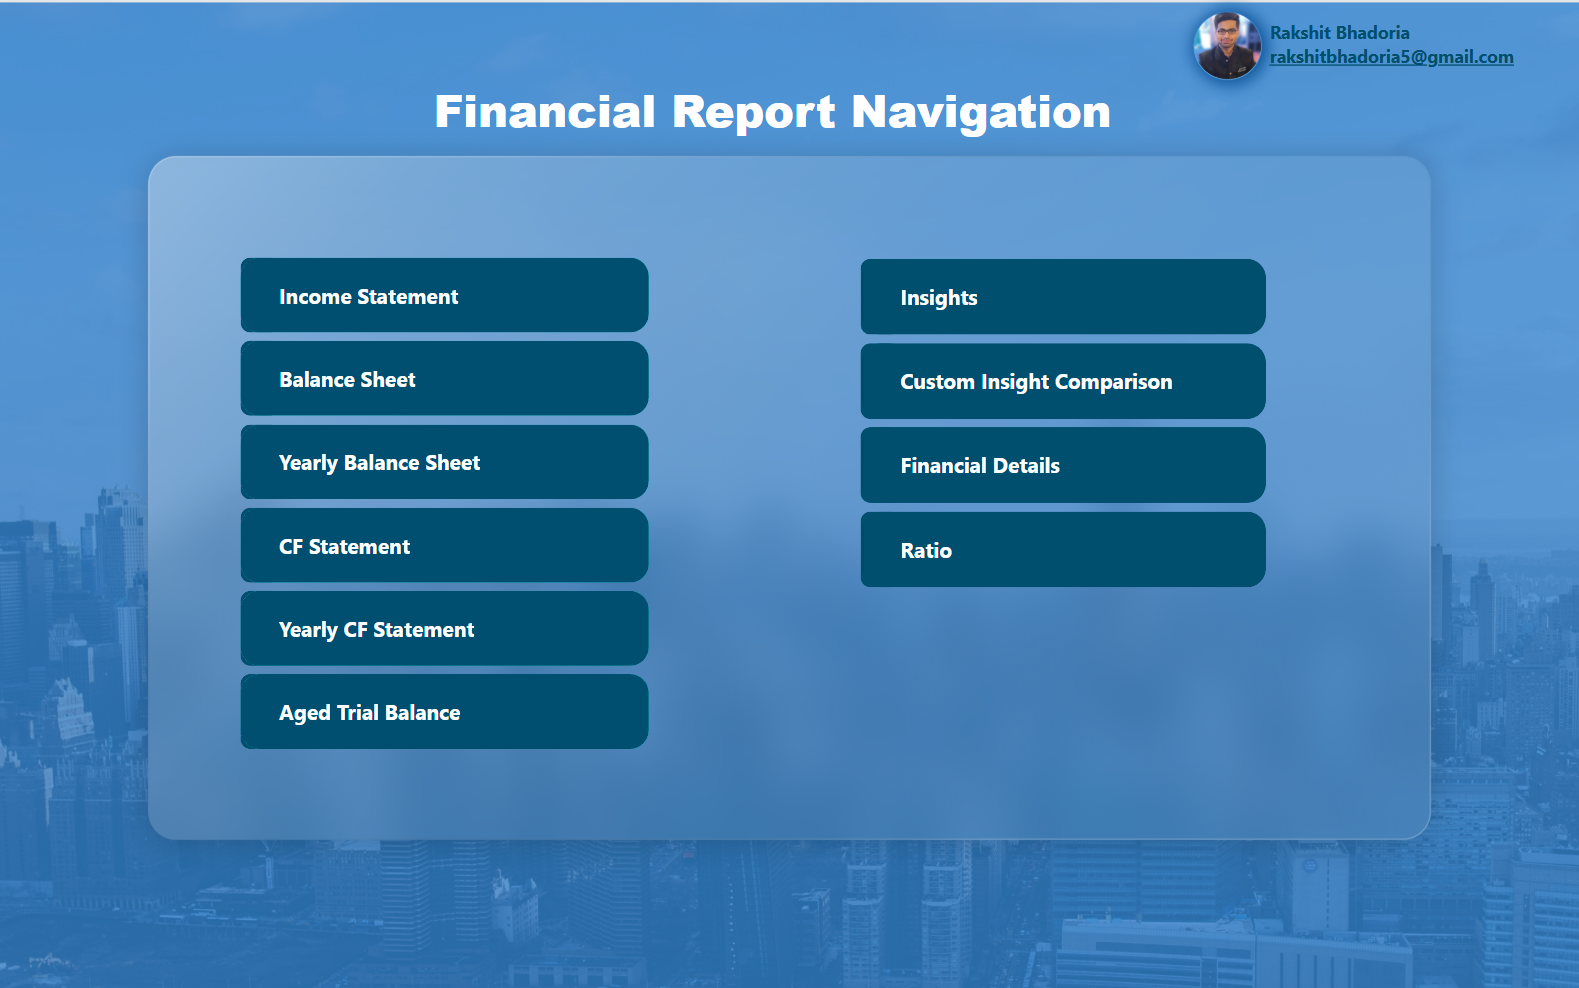 Rakshit Bhadoria
rakshitbhadoria5@gmail.com
Financial Report Navigation
Income Statement
Balance Sheet
Yearly Balance Sheet
CF Statement
Yearly CF Statement
Aged Trial Balance
Insights
Custom Insight Comparison
Financial Details
Ratio